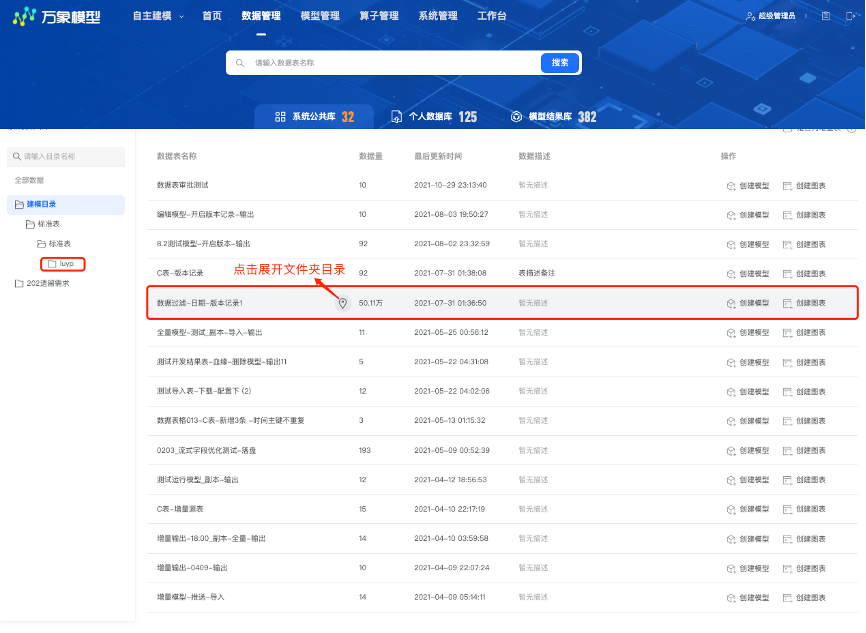 万象模型 自主建模 首页 数据管理 模型管理 算子管理 系统管理 工作台 超级管理员
请输入数据表名称 搜索
系统公共库 32 个人数据库 125 模型结果库 382
请输入目录名称
全部数据
建模目录
标准表
标准表
luyp
202遗留需求
数据表名称 数据量 最后更新时间 数据描述 操作
数据表审批测试 10 2021-10-29 23:13:40 暂无描述 创建模型 创建图表
编辑模型-开启版本记录-输出 10 2021-08-03 19:50:27 暂无描述 创建模型 创建图表
8.2测试模型-开启版本-输出 92 2021-08-02 23:32:59 暂无描述 创建模型 创建图表
C表-版本记录 92 2021-07-31 01:38:08 表描述备注 创建模型 创建图表
点击展开文件夹目录
数据过滤-日期-版本记录1 50.11万 2021-07-31 01:36:50 暂无描述 创建模型 创建图表
全量模型-测试_副本-导入-输出 11 2021-05-25 00:56:12 暂无描述 创建模型 创建图表
测试开发结果表-血缘-删除模型-输出11 5 2021-05-22 04:31:08 暂无描述 创建模型 创建图表
测试导入表-下载-配置下 (2) 12 2021-05-22 04:02:06 暂无描述 创建模型 创建图表
数据表格013-C表-新增3条 -时间主键不重复 3 2021-05-13 01:15:32 暂无描述 创建模型 创建图表
0203_流式字段优化测试-落盘 193 2021-05-09 00:52:39 暂无描述 创建模型 创建图表
测试运行模型_副本-输出 12 2021-04-12 18:56:53 暂无描述 创建模型 创建图表
C表-增量源表 15 2021-04-10 22:17:19 暂无描述 创建模型 创建图表
增量输出-18:00_副本-全量-输出 14 2021-04-10 03:59:58 暂无描述 创建模型 创建图表
增量输出-0409-输出 10 2021-04-09 22:07:24 暂无描述 创建模型 创建图表
增量模型-推送-导入 14 2021-04-09 05:14:11 暂无描述 创建模型 创建图表